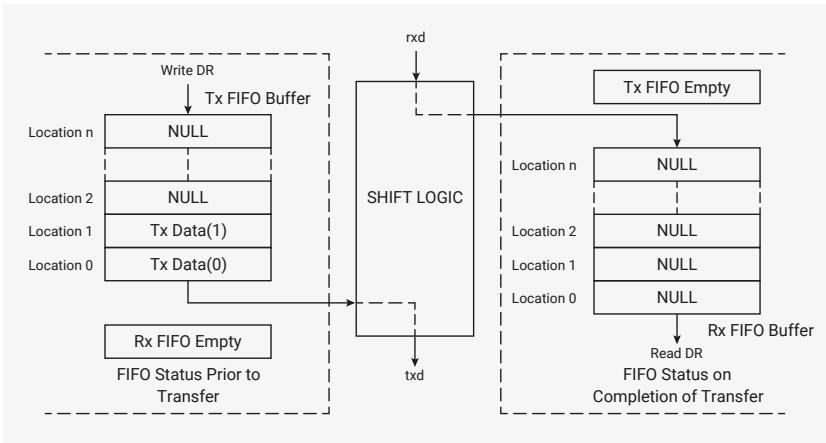 Write DR
Tx FIFO Buffer
Location n
NULL
Location 2
NULL
Location 1
Tx Data(1)
Location 0
Tx Data(0)
Rx FIFO Empty
FIFO Status Prior to
Transfer
rxd
SHIFT LOGIC
txd
Tx FIFO Empty
Location n
NULL
Location 2
NULL
Location 1
NULL
Location 0
NULL
Rx FIFO Buffer
Read DR
FIFO Status on
Completion of Transfer